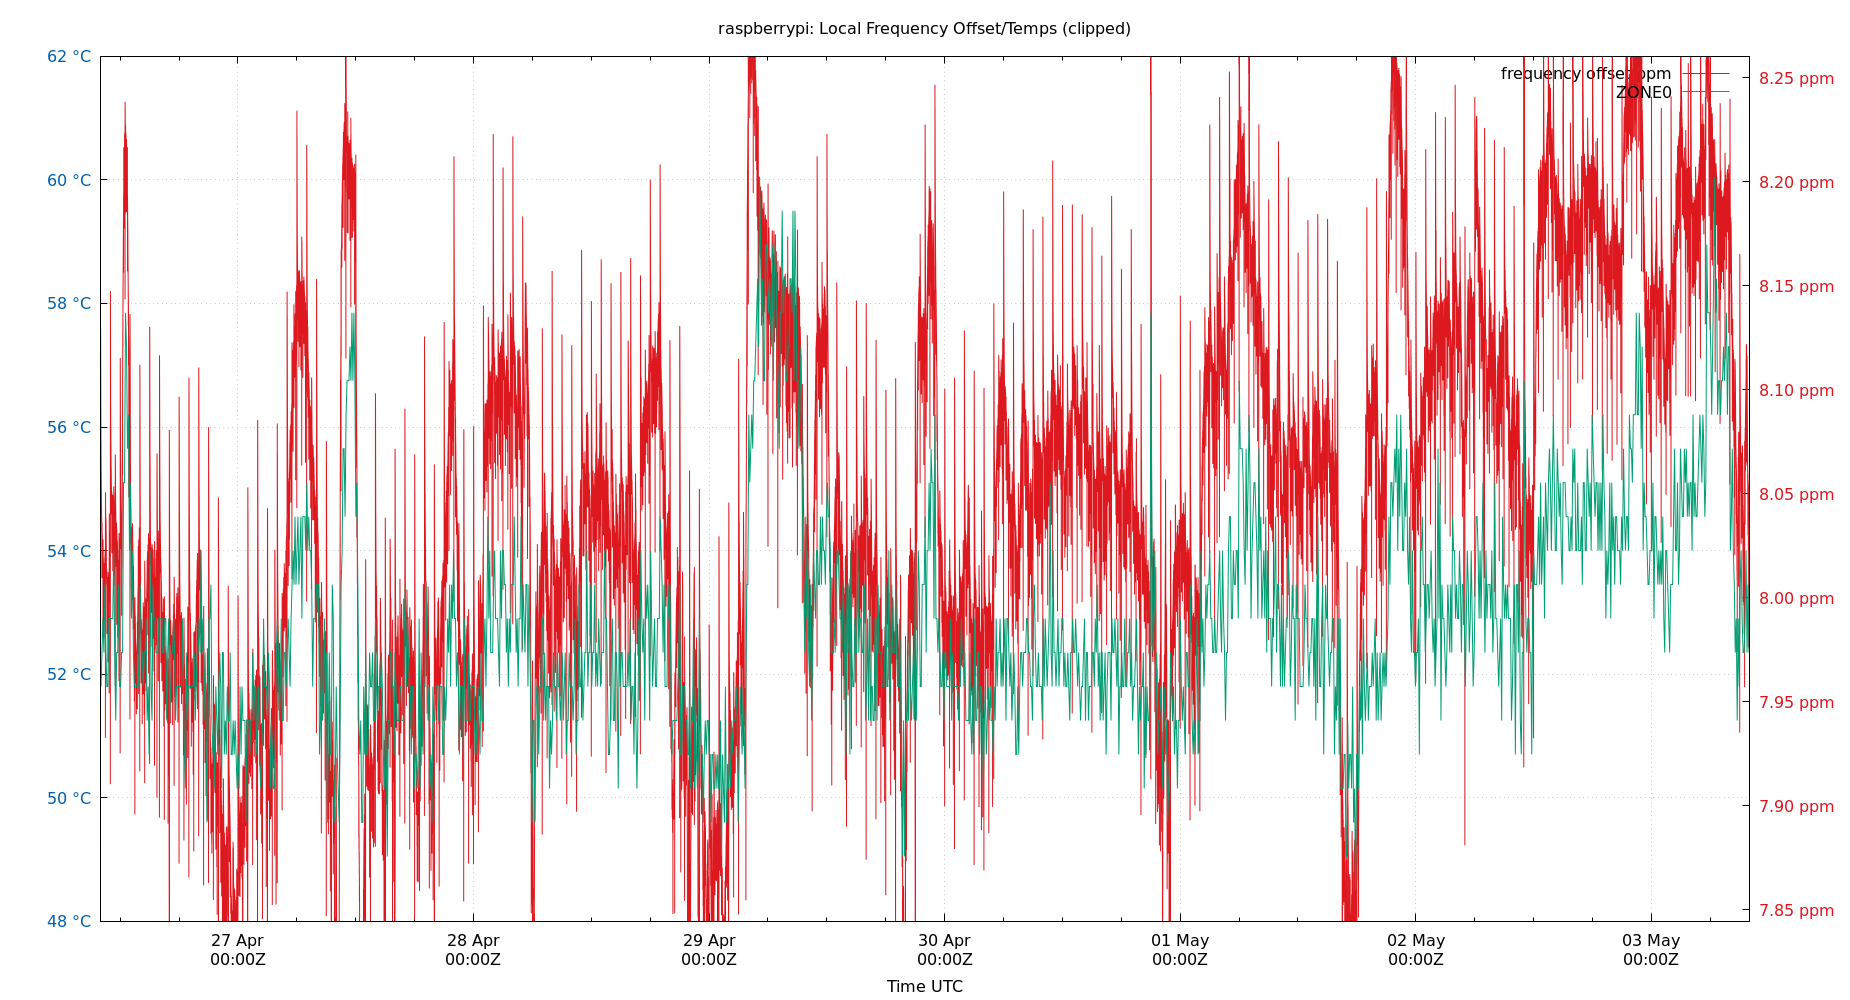 raspberrypi: Local Frequency Offset/Temps (clipped)
62 °C
60 °C
58 °C
56 °C
54 °C
52 °C
50 °C
48 °C
frequency offset ppm
ZONE0
8.25 ppm
8.20 ppm
8.15 ppm
8.10 ppm
8.05 ppm
8.00 ppm
7.95 ppm
7.90 ppm
7.85 ppm
27 Apr
00:00Z
28 Apr
00:00Z
29 Apr
00:00Z
30 Apr
00:00Z
01 May
00:00Z
02 May
00:00Z
03 May
00:00Z
Time UTC